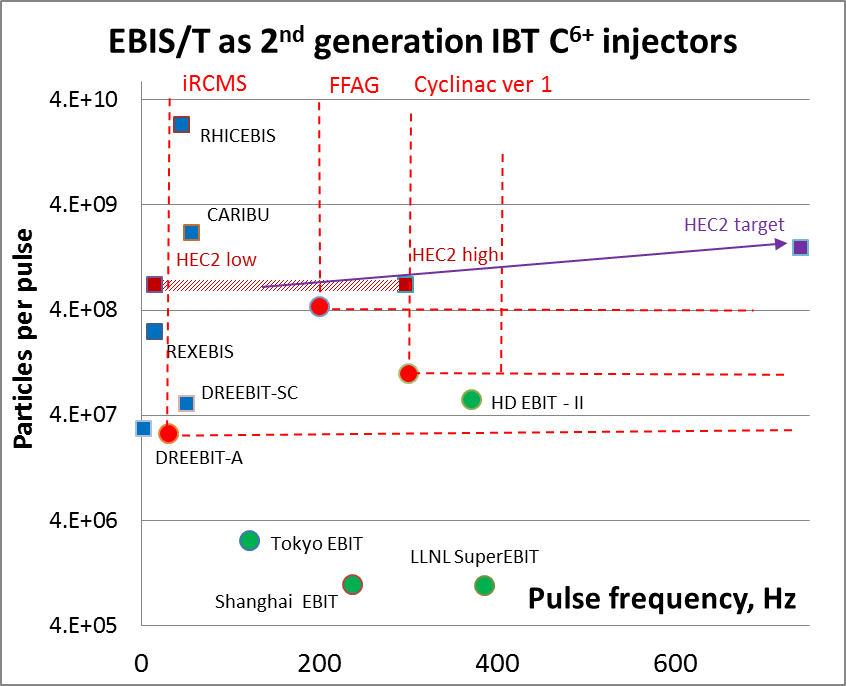 EBIS/T as 2nd generation IBT C6+ injectors
iRCMS
FFAG
Cyclinac ver 1
4.E+10
RHICEBIS
4.E+09
CARIBU
HEC2 target
HEC2 low
HEC2 high
4.E+08
REXEBIS
DREEBIT-SC
HD EBIT - II
4.E+07
DREEBIT-A
4.E+06
Tokyo EBIT
LLNL SuperEBIT
Shanghai EBIT
Pulse frequency, Hz
4.E+05
0
200
400
600
Particles per pulse